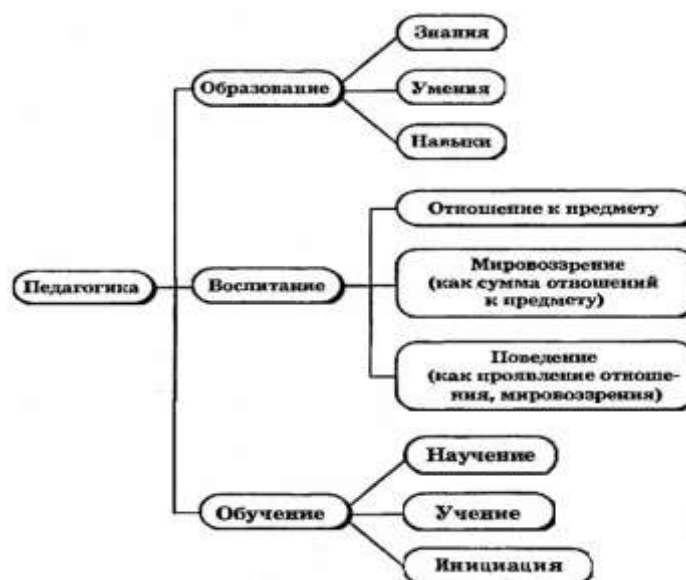 Знания
Образование
Умения
Навыки
Отношение к предмету
Педагогика
Воспитание
Мировоззрение
(как сумма отношений
к предмету)
Поведение
(как проявление отноше-
ния, мировоззрения)
Научение
Обучение
Учение
Инициация